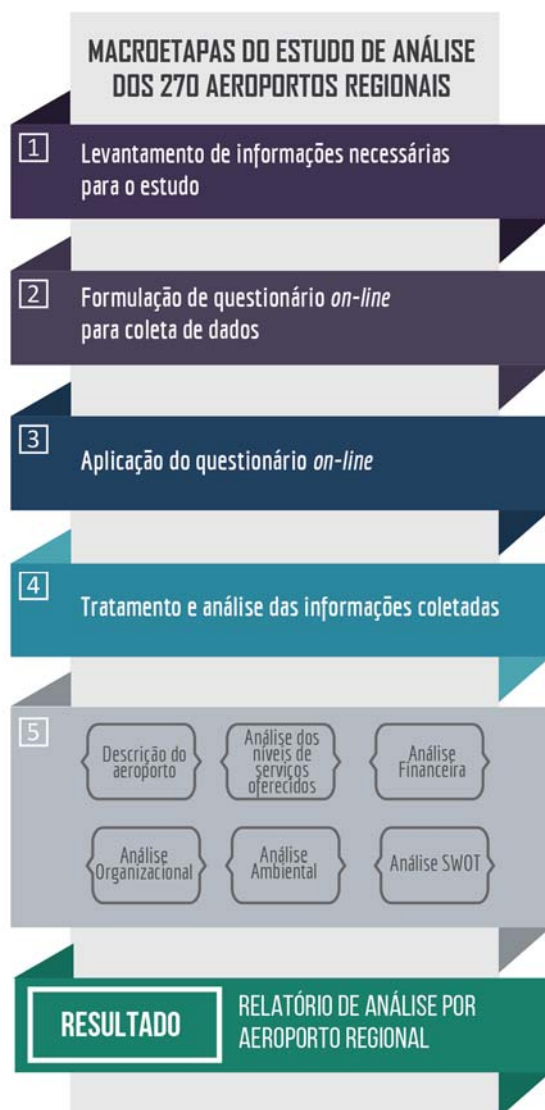 MACROETAPAS DO ESTUDO DE ANÁLISE
DOS 270 AEROPORTOS REGIONAIS
1
Levantamento de informações necessárias
para o estudo
2
Formulação de questionário on-line
para coleta de dados
3
Aplicação do questionário on-line
4
Tratamento e análise das informações coletadas
5
Descrição do
aeroporto
Análise dos
níveis de
serviços
oferecidos
Análise
Financeira
Análise
Organizacional
Análise
Ambiental
Análise SWOT
RESULTADO
RELATÓRIO DE ANÁLISE POR
AEROPORTO REGIONAL